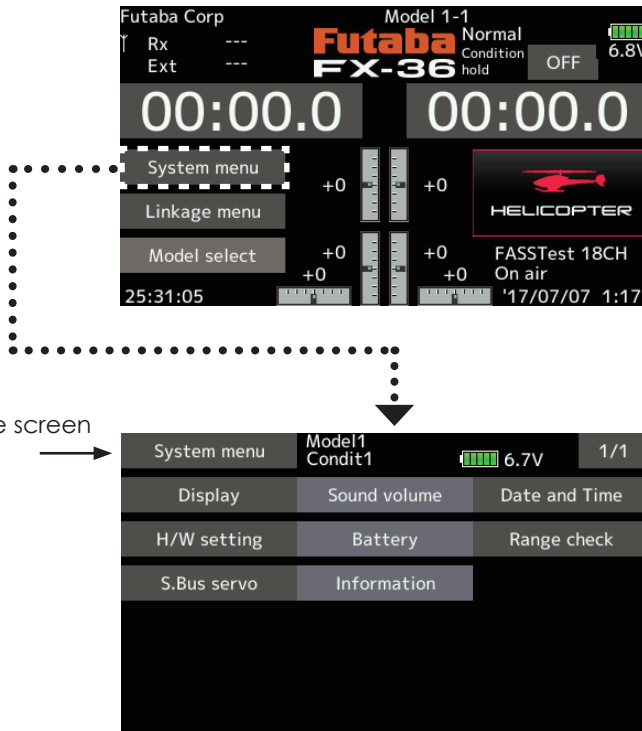 Futaba Corp Model 1-1
Rx ---
Ext ---
Futaba
FX-36
Normal
Condition
hold
OFF
6.8V
00:00.0 00:00.0
System menu
Linkage menu
Model select
+0 +0
+0 +0
+0 +0
HELICOPTER
FASSTest 18CH
On air
25:31:05 '17/07/07 1:17
e screen
System menu
Model1
Condit1
6.7V
1/1
Display Sound volume Date and Time
H/W setting Battery Range check
S.Bus servo Information